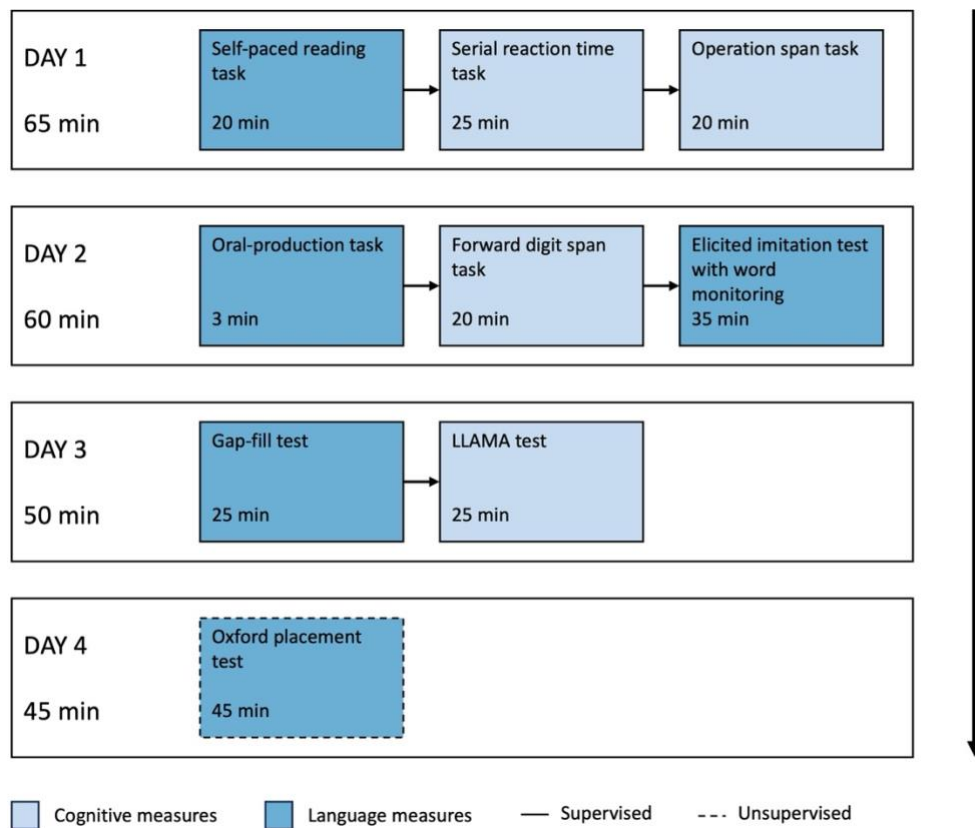 DAY 1
65 min
Self-paced reading
task
20 min
Serial reaction time
task
25 min
Operation span task
20 min
DAY 2
60 min
Oral-production task
3 min
Forward digit span
task
20 min
Elicited imitation test
with word
monitoring
35 min
DAY 3
50 min
Gap-fill test
25 min
LLAMA test
25 min
DAY 4
45 min
Oxford placement
test
45 min
Cognitive measures
Language measures
Supervised
Unsupervised